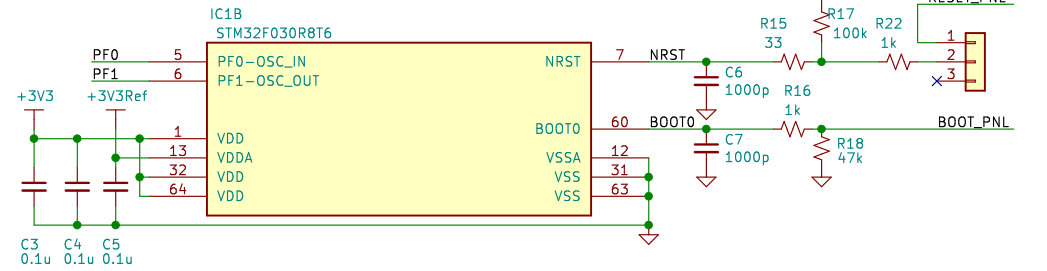 IC1B
STM32F030R8T6
RESET_PNL
R17
100k
R15
33
R22
1k
PF0
5
PF0-OSC_IN
NRST
7
NRST
1
PF1
6
PF1-OSC_OUT
2
C6
1000p
3
+3V3
+3V3Ref
R16
1k
BOOT0
60
BOOT0
BOOT_PNL
1
VDD
C7
1000p
R18
47k
13
VDDA
VSSA
12
32
VDD
VSS
31
64
VDD
VSS
63
C3
0.1u
C4
0.1u
C5
0.1u